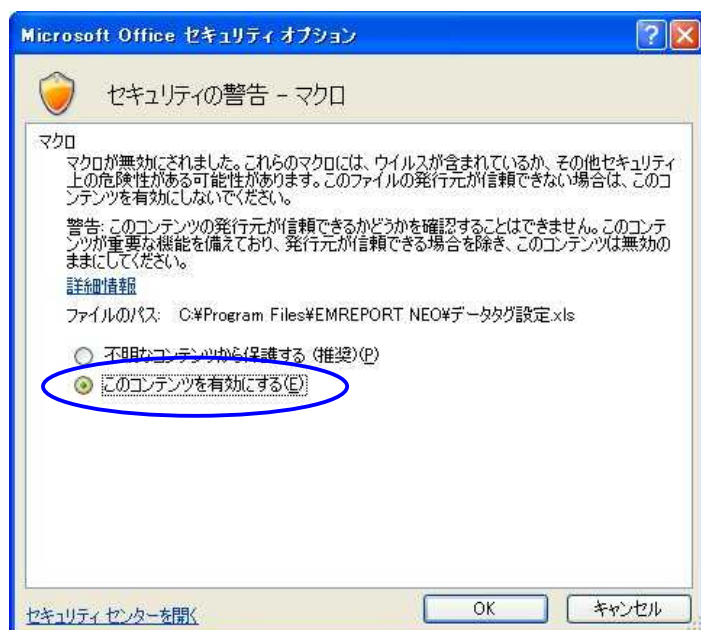 Microsoft Office セキュリティ オプション
セキュリティの警告 - マクロ
マクロ
マクロが無効にされました。これらのマクロには、ウイルスが含まれているか、その他セキュリティ
上の危険性がある可能性があります。このファイルの発行元が信頼できない場合は、このコ
ンテンツを有効にしないでください。
警告: このコンテンツの発行元が信頼できるかどうかを確認することはできません。このコンテ
ンツが重要な機能を備えており、発行元が信頼できる場合を除き、このコンテンツは無効の
ままにしてください。
詳細情報
ファイルのパス: C:¥Program Files¥EMREPORT NEO¥データタグ設定.xls
不明なコンテンツから保護する (推奨)(P)
このコンテンツを有効にする(E)
セキュリティ センターを開く
OK
キャンセル